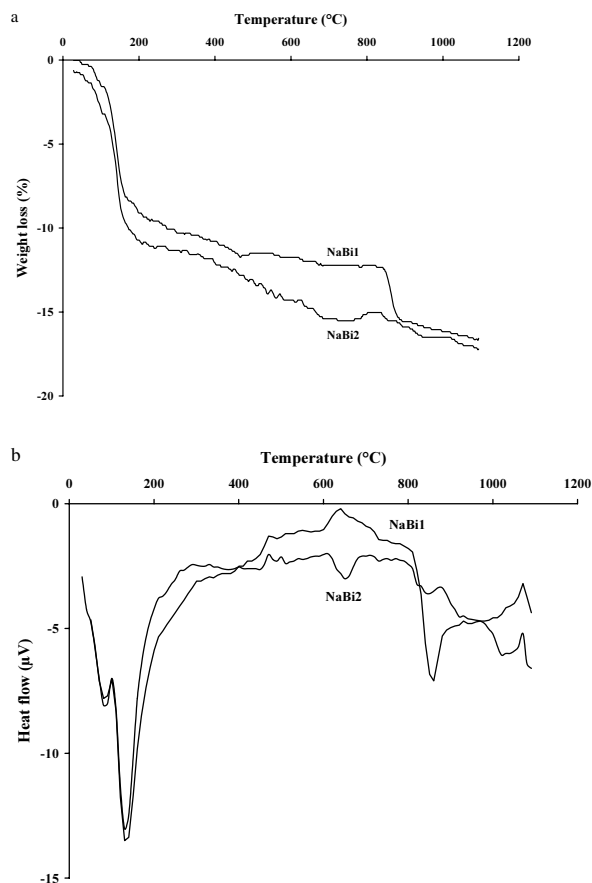 a
Temperature (°C)
0 200 400 600 800 1000 1200
0
-5
-10
-15
-20
Weight loss (%)
NaBi1
NaBi2
b
Temperature (°C)
0 200 400 600 800 1000 1200
0
-5
-10
-15
Heat flow (µV)
NaBi1
NaBi2